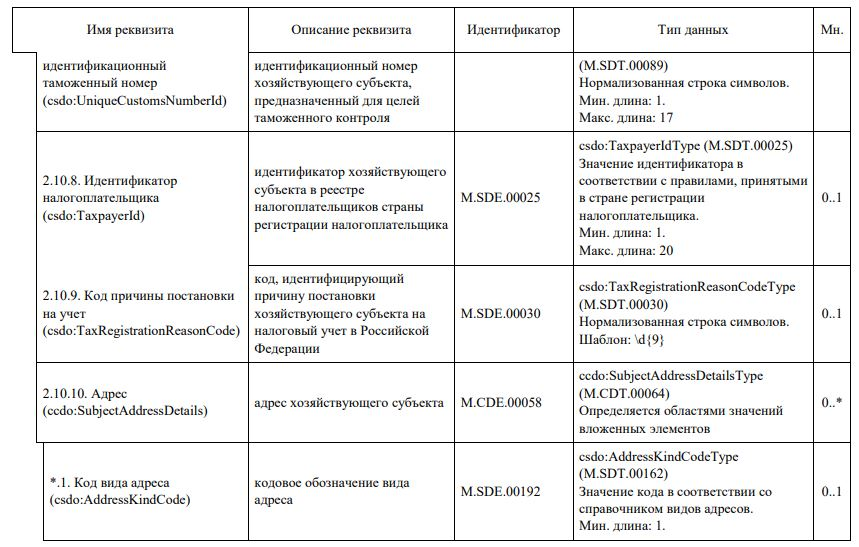 Имя реквизита
Описание реквизита
Идентификатор
Тип данных
Мн.
идентификационный
таможенный номер
(csdo:UniqueCustomsNumberId)
идентификационный номер
хозяйствующего субъекта,
предназначенный для целей
таможенного контроля
(M.SDT.00089)
Нормализованная строка символов.
Мин. длина: 1.
Макс. длина: 17
2.10.8. Идентификатор
налогоплательщика
(csdo:TaxpayerId)
идентификатор хозяйствующего
субъекта в реестре
налогоплательщиков страны
регистрации налогоплательщика
M.SDE.00025
csdo:TaxpayerIdType (M.SDT.00025)
Значение идентификатора в
соответствии с правилами, принятыми
в стране регистрации
налогоплательщика.
Мин. длина: 1.
Макс. длина: 20
0..1
2.10.9. Код причины постановки
на учет
(csdo:TaxRegistrationReasonCode)
код, идентифицирующий
причину постановки
хозяйствующего субъекта на
налоговый учет в Российской
Федерации
M.SDE.00030
csdo:TaxRegistrationReasonCodeType
(M.SDT.00030)
Нормализованная строка символов.
Шаблон: \d{9}
0..1
2.10.10. Адрес
(ccdo:SubjectAddressDetails)
адрес хозяйствующего субъекта
M.CDE.00058
ccdo:SubjectAddressDetailsType
(M.CDT.00064)
Определяется областями значений
вложенных элементов
0..*
*.1. Код вида адреса
(csdo:AddressKindCode)
кодовое обозначение вида
адреса
M.SDE.00192
csdo:AddressKindCodeType
(M.SDT.00162)
Значение кода в соответствии со
справочником видов адресов.
Мин. длина: 1.
0..1